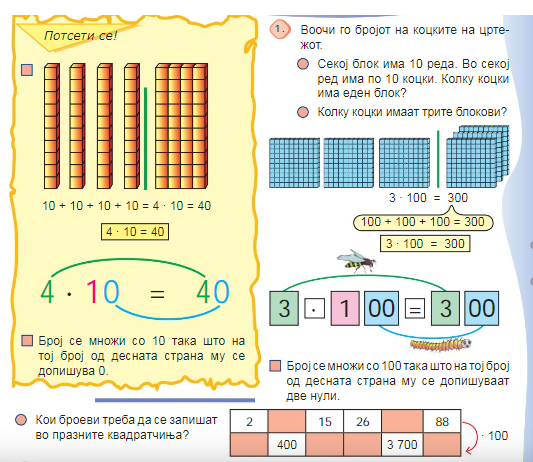 Потсети се!
10 + 10 + 10 + 10 = 4 · 10 = 40
4 · 10 = 40
4 · 10 = 40
Број се множи со 10 така што на
тој број од десната страна му се
допишува 0.
1. Воочи го бројот на коцките на црте-
жот.
Секој блок има 10 реда. Во секој
ред има по 10 коцки. Колку коцки
има еден блок?
Колку коцки имаат трите блокови?
3 · 100 = 300
100 + 100 + 100 = 300
3 · 100 = 300
3 · 1 00 = 3 00
Број се множи со 100 така што на тој број
од десната страна му се допишуваат
две нули.
Кои броеви треба да се запишат
во празните квадратчиња?
2 15 26 88
400 3 700
· 100